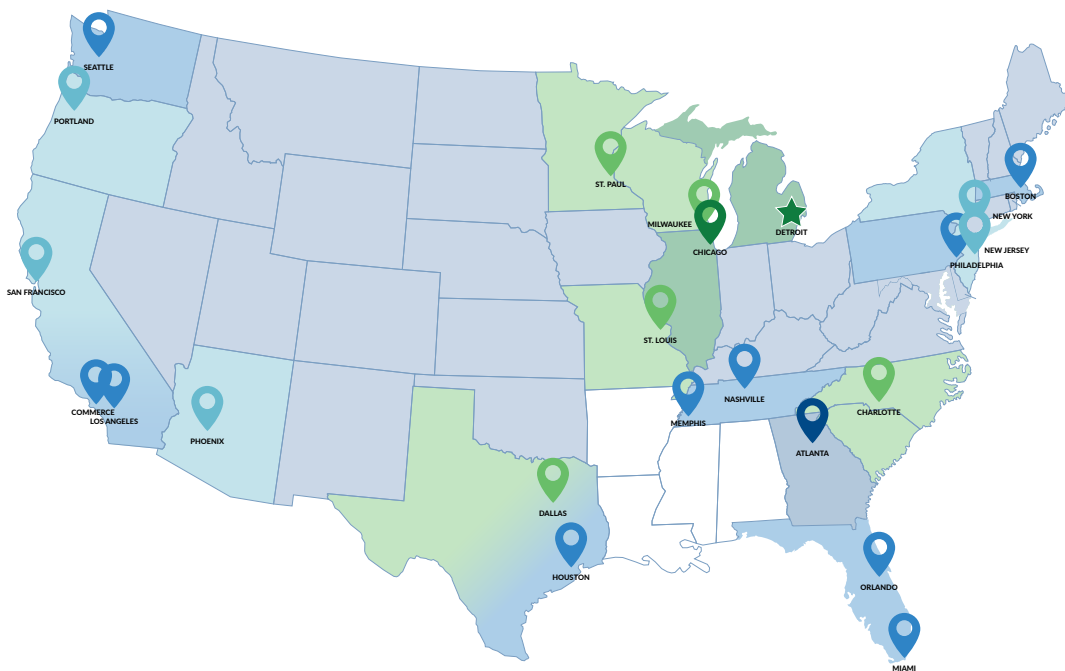 SEATTLE
PORTLAND
ST. PAUL
BOSTON
NEW YORK
MILWAUKEE
DETROIT
CHICAGO
NEW JERSEY
PHILADELPHIA
SAN FRANCISCO
ST. LOUIS
NASHVILLE
COMMERCE
CHARLOTTE
LOS ANGELES
MEMPHIS
PHOENIX
ATLANTA
DALLAS
HOUSTON
ORLANDO
MIAMI